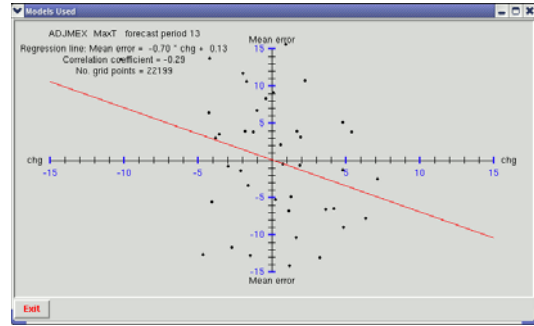 Models Used
ADJMEX MaxT forecast period 13
Regression line: Mean error = -0.70 * chg + 0.13
Correlation coefficient = -0.29
No. grid points = 22199
Mean error
15
10
5
chg
-15 -10 -5 5 10 15
chg
-5
-10
-15
Mean error
Exit